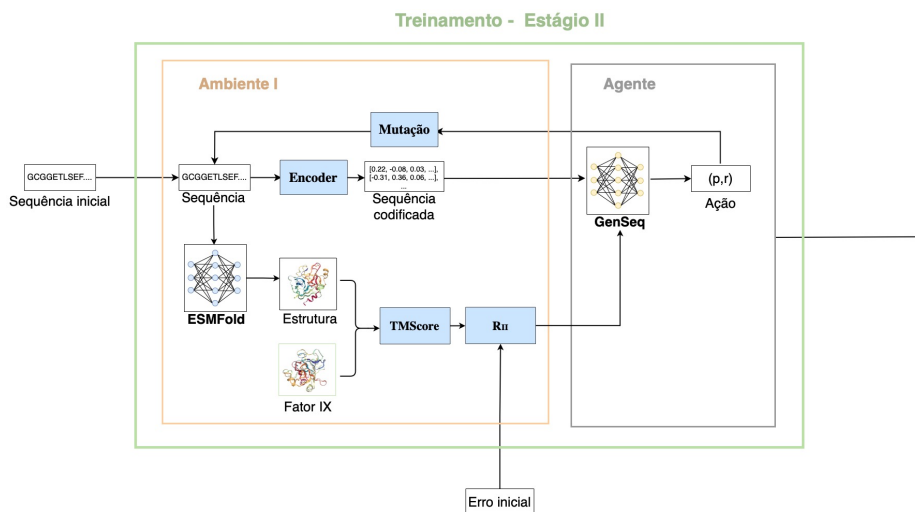 Treinamento - Estágio II
Ambiente I
Agente
Mutação
GCGGETLSEF....
Sequência inicial
GCGGETLSEF....
Sequência
Encoder
[0.22, -0.08, 0.03, ...],
[-0.31, 0.36, 0.06, ...],
...
Sequência
codificada
GenSeq
(p,r)
Ação
ESMFold
Estrutura
TMScore
RII
Fator IX
Erro inicial